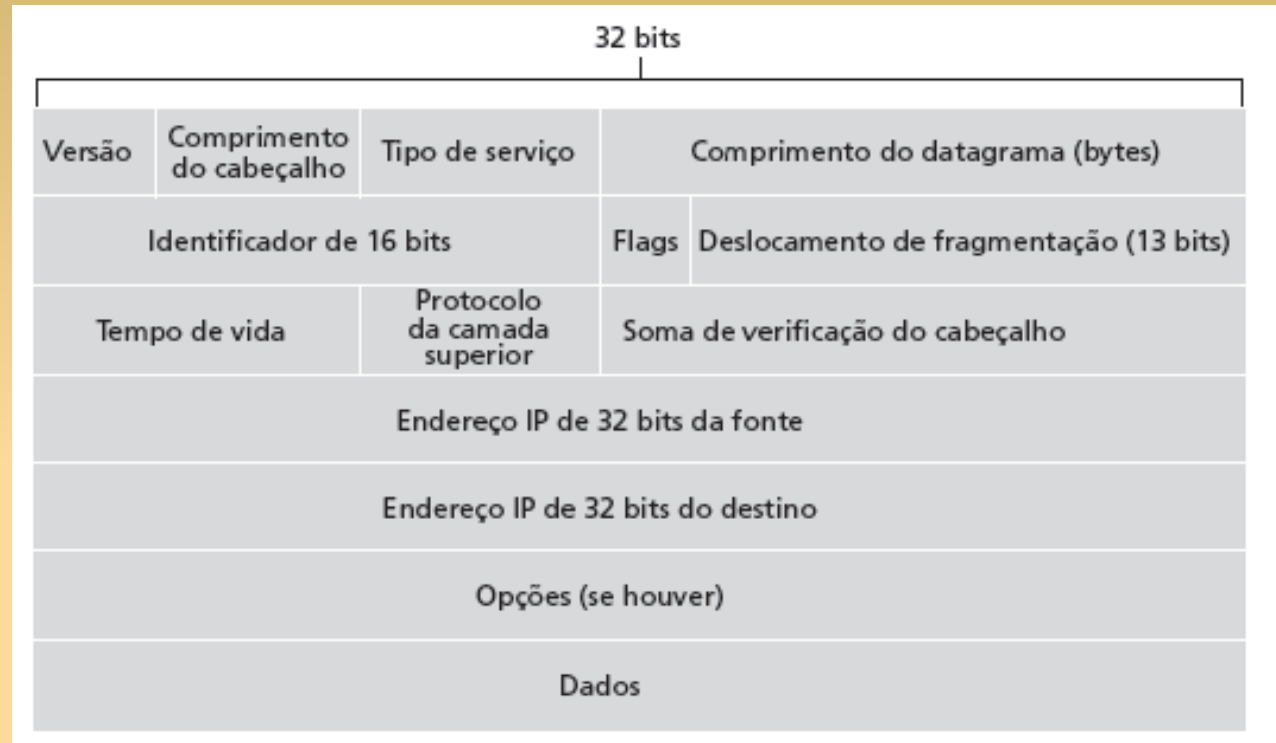 32 bits
Versão
Comprimento
do cabeçalho
Tipo de serviço
Comprimento do datagrama (bytes)
Identificador de 16 bits
Flags
Deslocamento de fragmentação (13 bits)
Tempo de vida
Protocolo
da camada
superior
Soma de verificação do cabeçalho
Endereço IP de 32 bits da fonte
Endereço IP de 32 bits do destino
Opções (se houver)
Dados